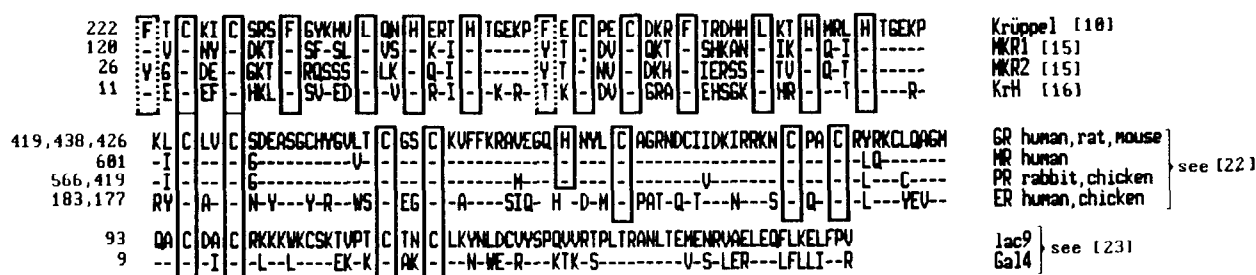 222 F T C KI C SRS F GYKHV L QN H ERT H TGEKP F E C PE C DKR F TRDHH L KT H MRL H TGEKP Krüppel [10]
120 - V - NY - DKT - SF-SL - VS - K-I - ----- Y T - DV - QKT - SHKAN - IK - Q-I - ----- MKR1 [15]
26 Y G - DE - GKT - RQSSS - LK - Q-I - ----- Y T - NV - DKH - IERSS - TV - Q-T - ----- MKR2 [15]
11 - E - EF - HKL - SV-ED - -V - R-I - -K-R- T K - DV - GRA - EHSGK - HR - --T - ---R- KrH [16]
419,438,426 KL C LV C SDEASGCHYGVLT C GS C KVFFKRAVEGQ H NYL C AGRNDCIIDKIRRKN C PA C RYRKCLQAGM GR human,rat,mouse
601 -I - -- - G--------V-- - -- - ----------- - --- - --------------- - -- - --LQ------ MR human
566,419 -I - -- - G------------ - -- - -------M--- - --- - -------V------- - -- - --L---C--- PR rabbit,chicken
183,177 RY - A- - N-Y---Y-R--WS - EG - -A----SIQ- H -D-M- - PAT-Q-T---N---S - Q- - --L---YEV-- ER human,chicken
see [22]
93 QA C DA C RKKKWKCSKTVPT C TN C LKYNLDCVYSPQVVRTPLTRANLTEMENRVAELEQFLKELFPV lac9
9 -- - -I - -L--L----EK-K - AK - --N-WE-R---KTK-S--------V-S-LER---LFLLI--R Gal4
see [23]